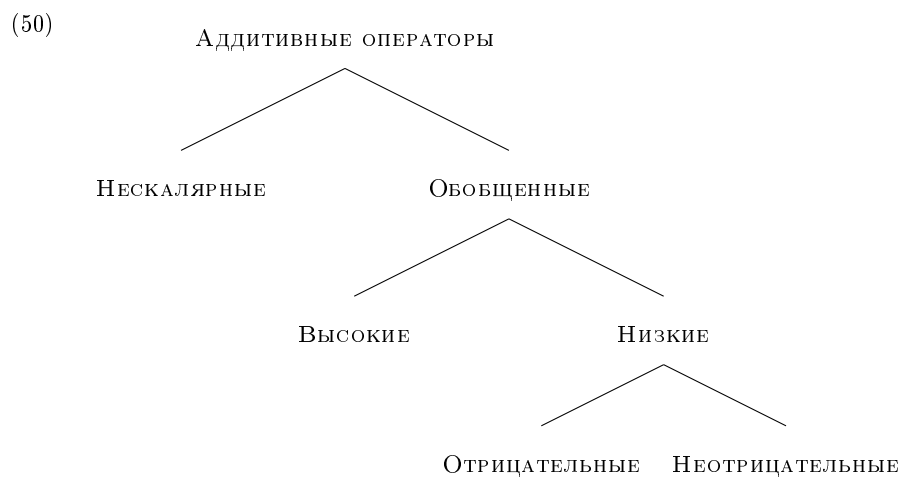 (50)
Аддитивные операторы
Нескалярные Обобщенные
Высокие Низкие
Отрицательные Неотрицательные